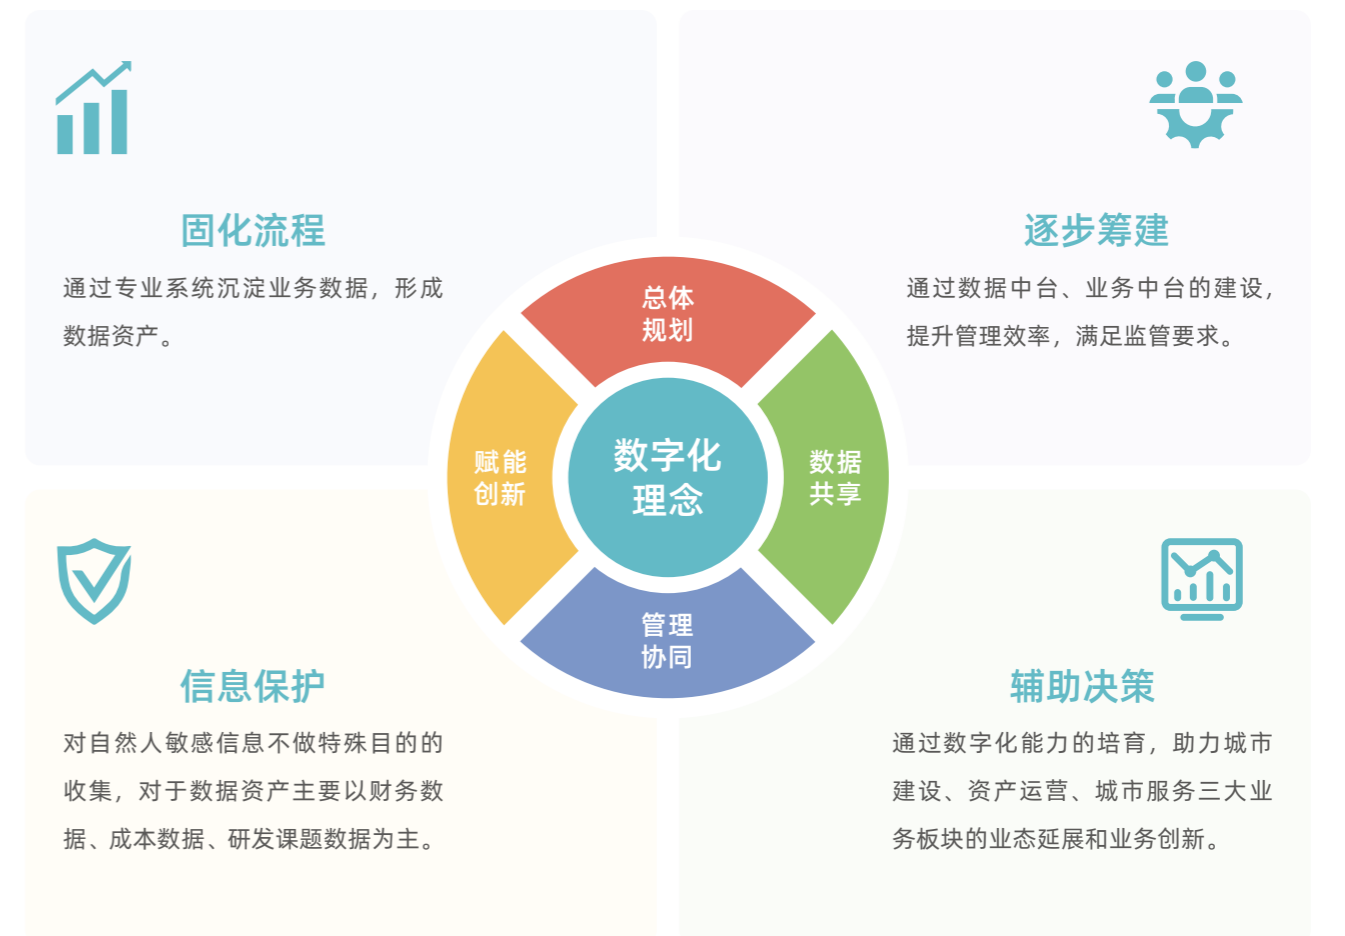 固化流程
通过专业系统沉淀业务数据，形成
数据资产。
逐步筹建
通过数据中台、业务中台的建设，
提升管理效率，满足监管要求。
总体
规划
赋能
创新
数字化
理念
数据
共享
管理
协同
信息保护
对自然人敏感信息不做特殊目的的
收集，对于数据资产主要以财务数
据、成本数据、研发课题数据为主。
辅助决策
通过数字化能力的培育，助力城市
建设、资产运营、城市服务三大业
务板块的业态延展和业务创新。